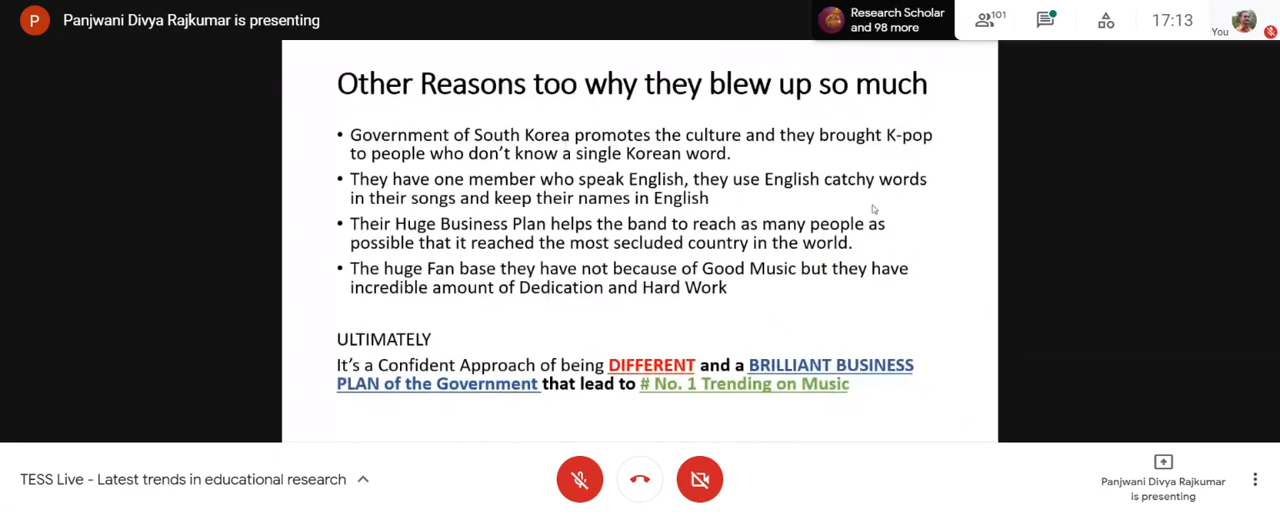 P
Panjwani Divya Rajkumar is presenting
Research Scholar
and 98 more
101
17:13
You
Other Reasons too why they blew up so much
• Government of South Korea promotes the culture and they brought K-pop
to people who don't know a single Korean word.
• They have one member who speak English, they use English catchy words
in their songs and keep their names in English
• Their Huge Business Plan helps the band to reach as many people as
possible that it reached the most secluded country in the world.
• The huge Fan base they have not because of Good Music but they have
incredible amount of Dedication and Hard Work
ULTIMATELY
It's a Confident Approach of being DIFFERENT and a BRILLIANT BUSINESS
PLAN of the Government that lead to # No. 1 Trending on Music
TESS Live - Latest trends in educational research
Panjwani Divya Rajkumar
is presenting